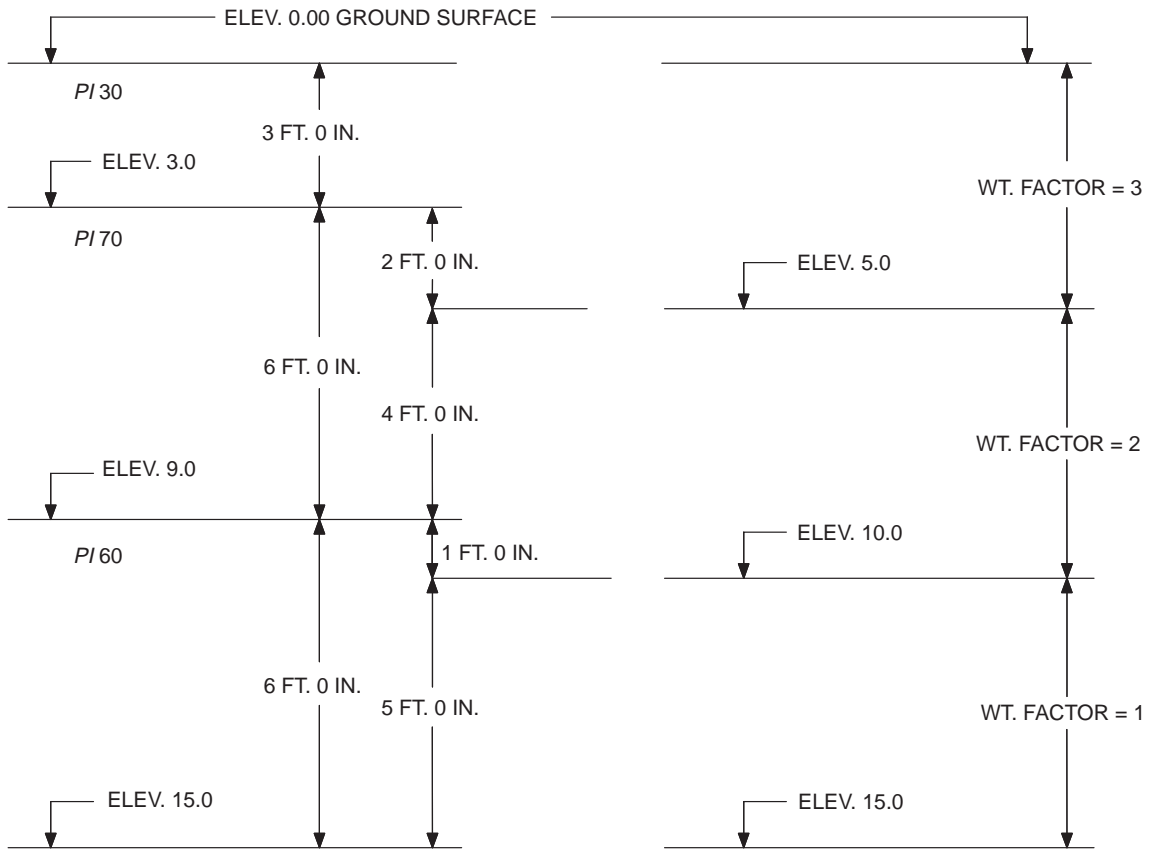 ELEV. 0.00 GROUND SURFACE
PI 30
3 FT. 0 IN.
ELEV. 3.0
WT. FACTOR = 3
PI 70
2 FT. 0 IN.
ELEV. 5.0
6 FT. 0 IN.
4 FT. 0 IN.
WT. FACTOR = 2
ELEV. 9.0
ELEV. 10.0
PI 60
1 FT. 0 IN.
6 FT. 0 IN.
5 FT. 0 IN.
WT. FACTOR = 1
ELEV. 15.0
ELEV. 15.0